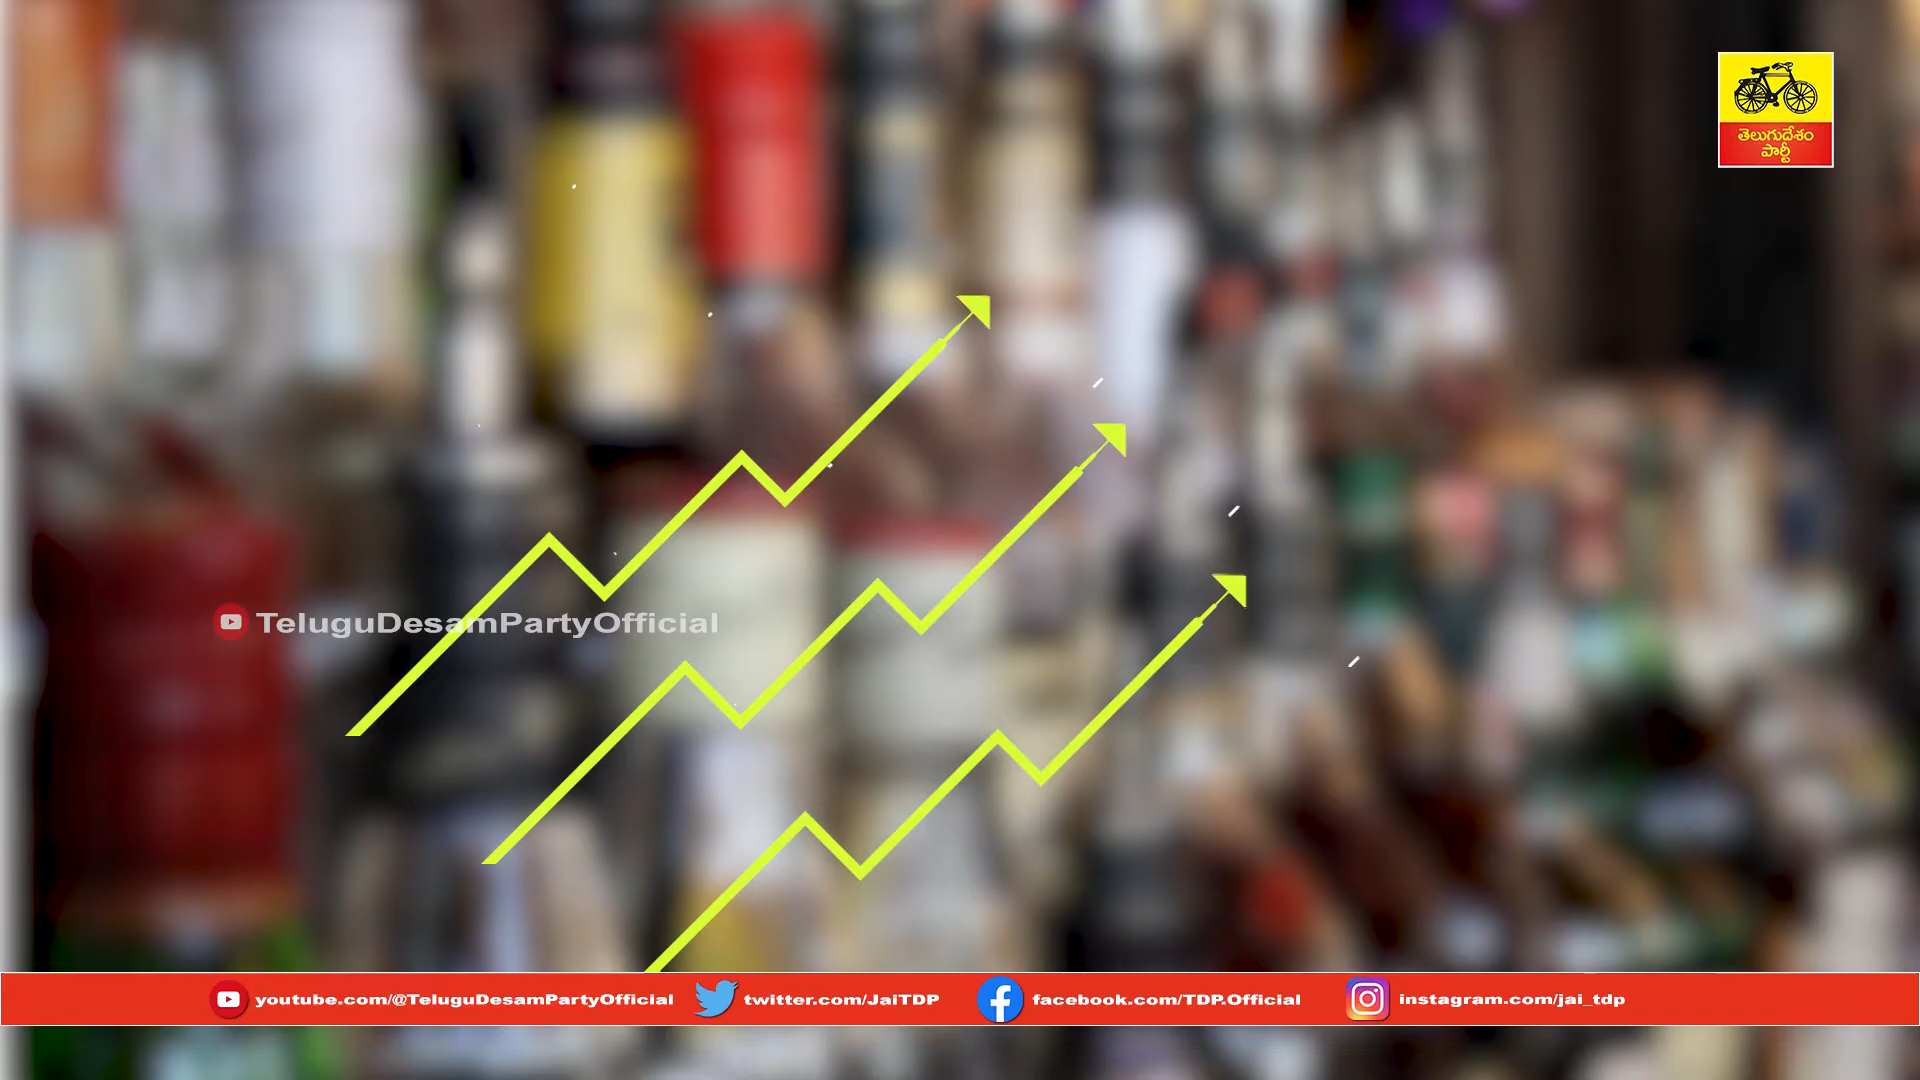 తెలుగుదేశం
పార్టీ
TeluguDesamPartyOfficial
youtube.com/@TeluguDesamPartyOfficial twitter.com/JaiTDP facebook.com/TDP.Official instagram.com/jai_tdp